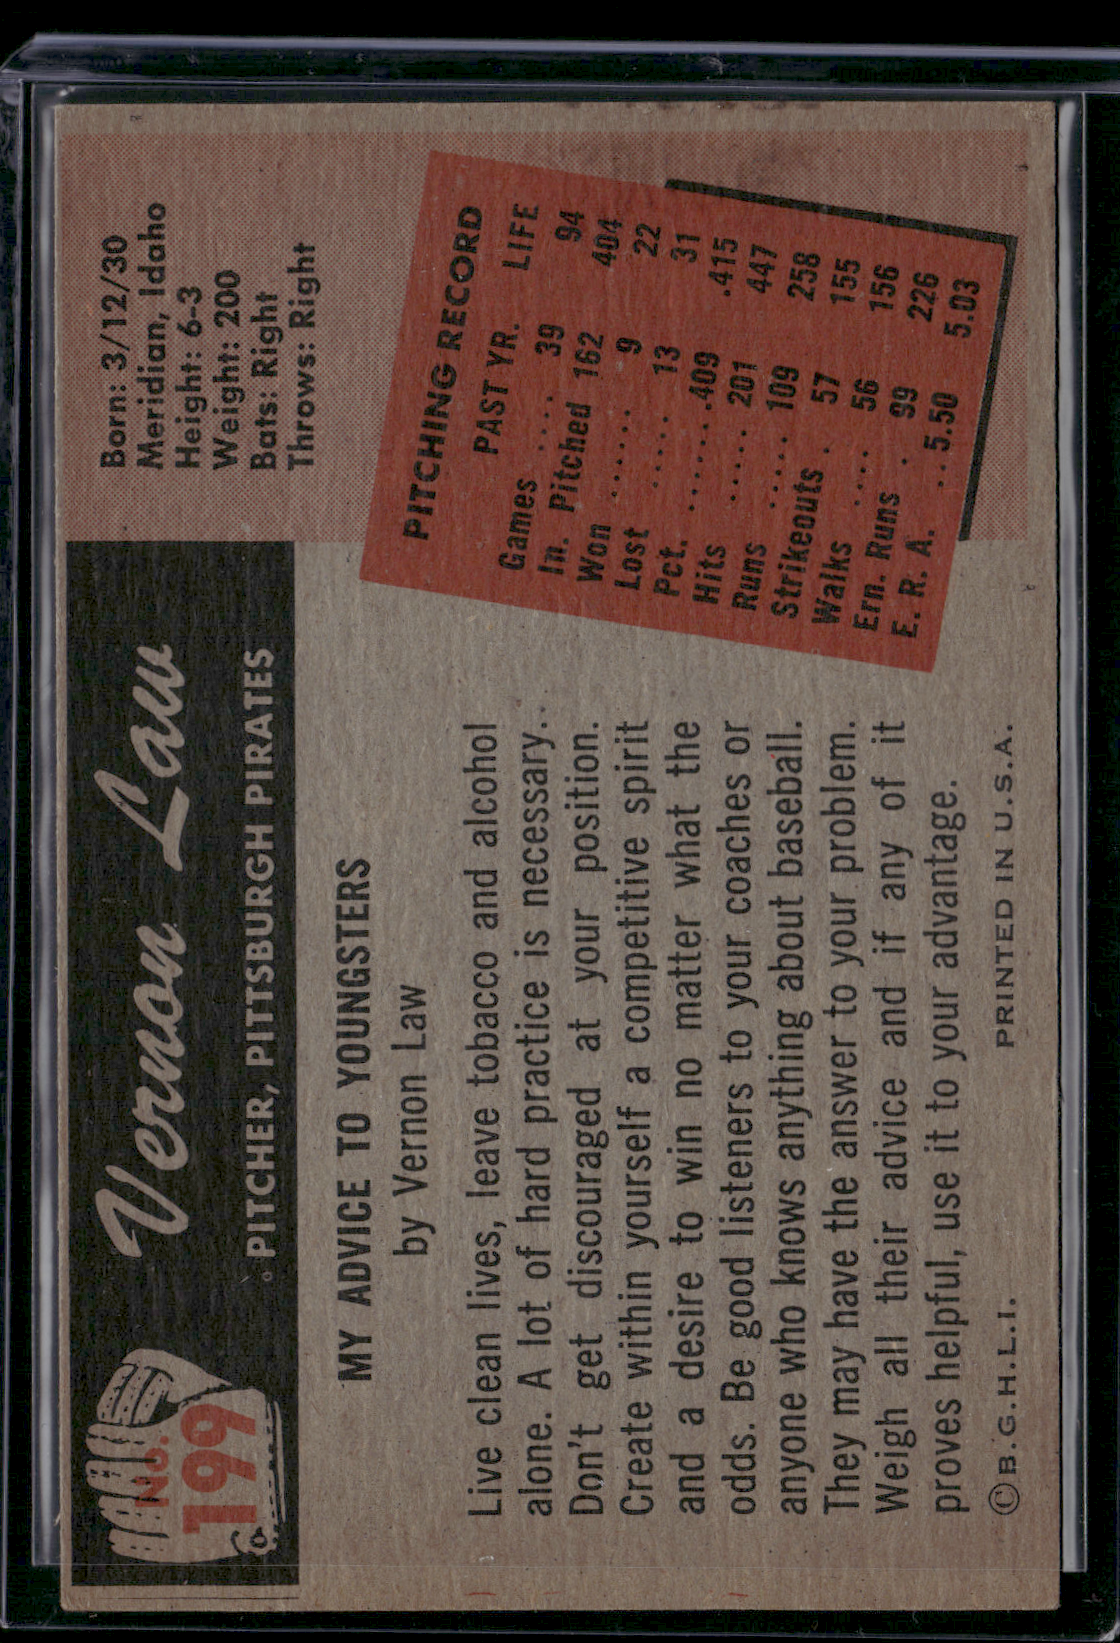 No.
199
Vernon Law
PITCHER, PITTSBURGH PIRATES
Born: 3/12/30
Meridian, Idaho
Height: 6-3
Weight: 200
Bats: Right
Throws: Right
MY ADVICE TO YOUNGSTERS
by Vernon Law
Live clean lives, leave tobacco and alcohol
alone. A lot of hard practice is necessary.
Don't get discouraged at your position.
Create within yourself a competitive spirit
and a desire to win no matter what the
odds. Be good listeners to your coaches or
anyone who knows anything about baseball.
They may have the answer to your problem.
Weigh all their advice and if any of it
proves helpful, use it to your advantage.
PITCHING RECORD
PAST YR. LIFE
Games .... 39 94
In. Pitched 162 404
Won ...... 9 22
Lost ..... 13 31
Pct. ...... .409 .415
Hits ..... 201 447
Runs .... 109 258
Strikeouts . 57 155
Walks .... 56 156
Ern. Runs . 99 226
E. R. A. .. 5.50 5.03
© B.G.H.L.I. PRINTED IN U.S.A.